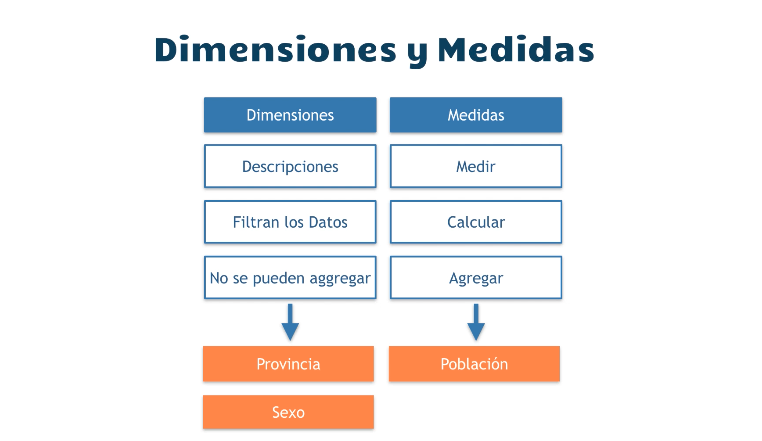 Dimensiones y Medidas
Dimensiones
Medidas
Descripciones
Medir
Filtran los Datos
Calcular
No se pueden aggregar
Agregar
Provincia
Población
Sexo